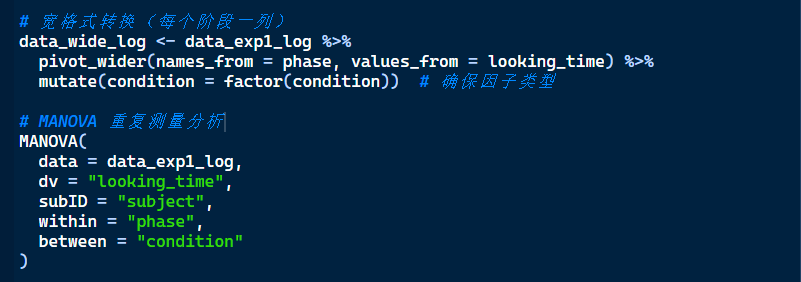 # 宽格式转换（每个阶段一列）
data_wide_log <- data_exp1_log %>%
  pivot_wider(names_from = phase, values_from = looking_time) %>%
  mutate(condition = factor(condition))  # 确保因子类型

# MANOVA 重复测量分析
MANOVA(
  data = data_exp1_log,
  dv = "looking_time",
  subID = "subject",
  within = "phase",
  between = "condition"
)